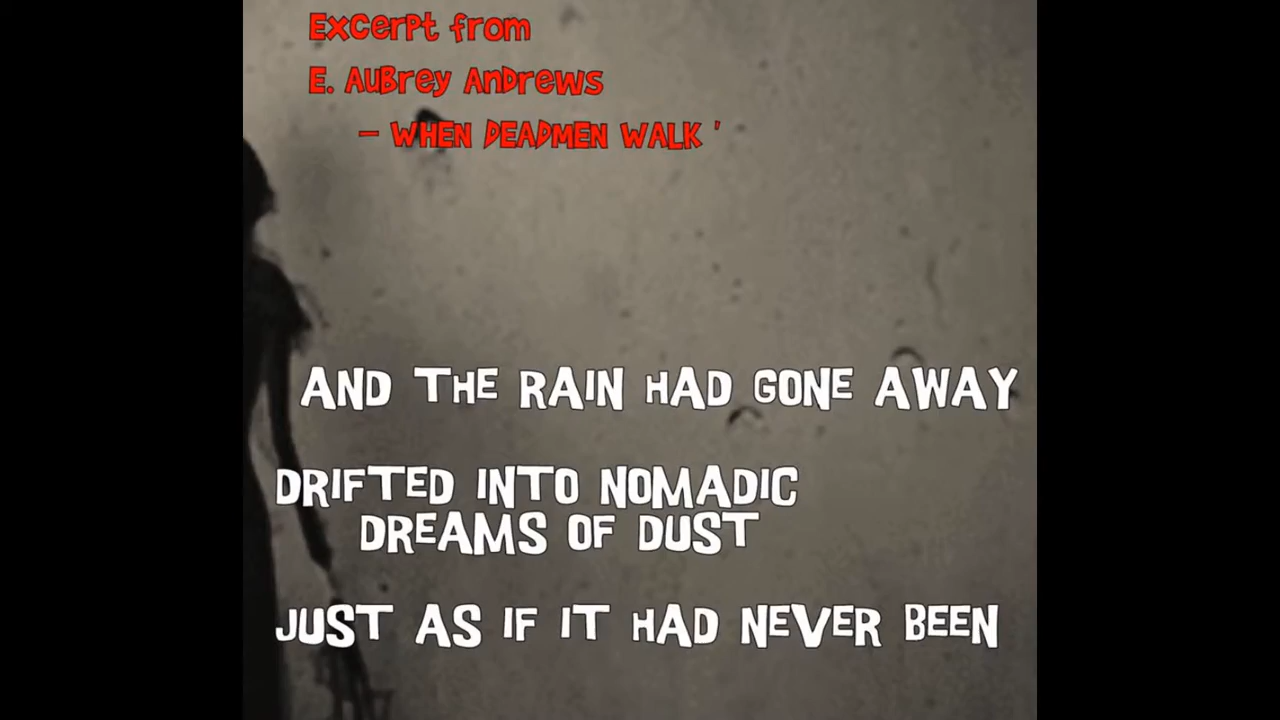 Excerpt from
E. Aubrey Andrews
- WHEN DEADMEN WALK '
AND THE RAIN HAD GONE AWAY
DRIFTED INTO NOMADIC
DREAMS OF DUST
JUST AS IF IT HAD NEVER BEEN